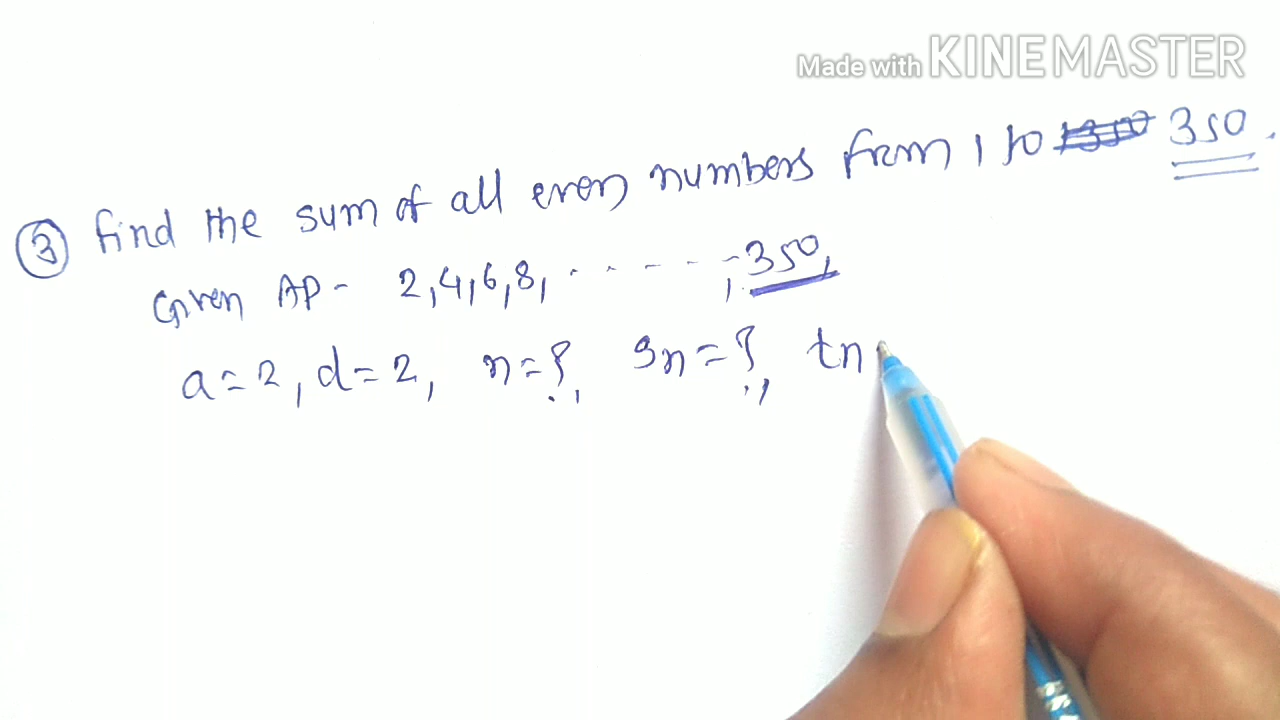 Made with KINEMASTER
③ find the sum of all even numbers from 1 to 350.
Given AP - 2,4,6,8, . . - - - -, 350,
a=2, d=2, n=?, Sn=?, tn